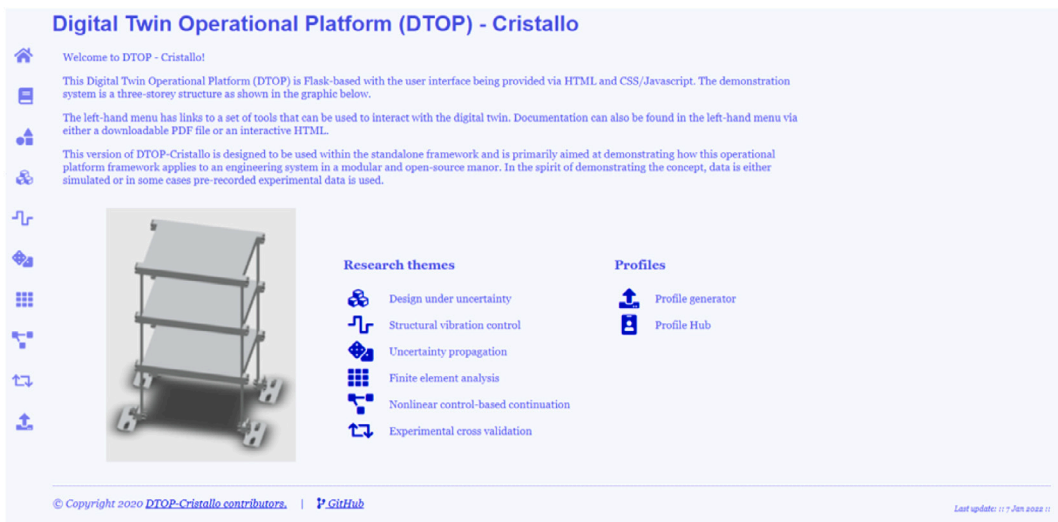 Digital Twin Operational Platform (DTOP) - Cristallo
Welcome to DTOP - Cristallo!
This Digital Twin Operational Platform (DTOP) is Flask-based with the user interface being provided via HTML and CSS/Javascript. The demonstration
system is a three-storey structure as shown in the graphic below.
The left-hand menu has links to a set of tools that can be used to interact with the digital twin. Documentation can also be found in the left-hand menu via
either a downloadable PDF file or an interactive HTML.
This version of DTOP-Cristallo is designed to be used within the standalone framework and is primarily aimed at demonstrating how this operational
platform framework applies to an engineering system in a modular and open-source manor. In the spirit of demonstrating the concept, data is either
simulated or in some cases pre-recorded experimental data is used.
Research themes
Design under uncertainty
Structural vibration control
Uncertainty propagation
Finite element analysis
Nonlinear control-based continuation
Experimental cross validation
Profiles
Profile generator
Profile Hub
© Copyright 2020 DTOP-Cristallo contributors. | GitHub
Last update: :: 7 Jan 2022 ::